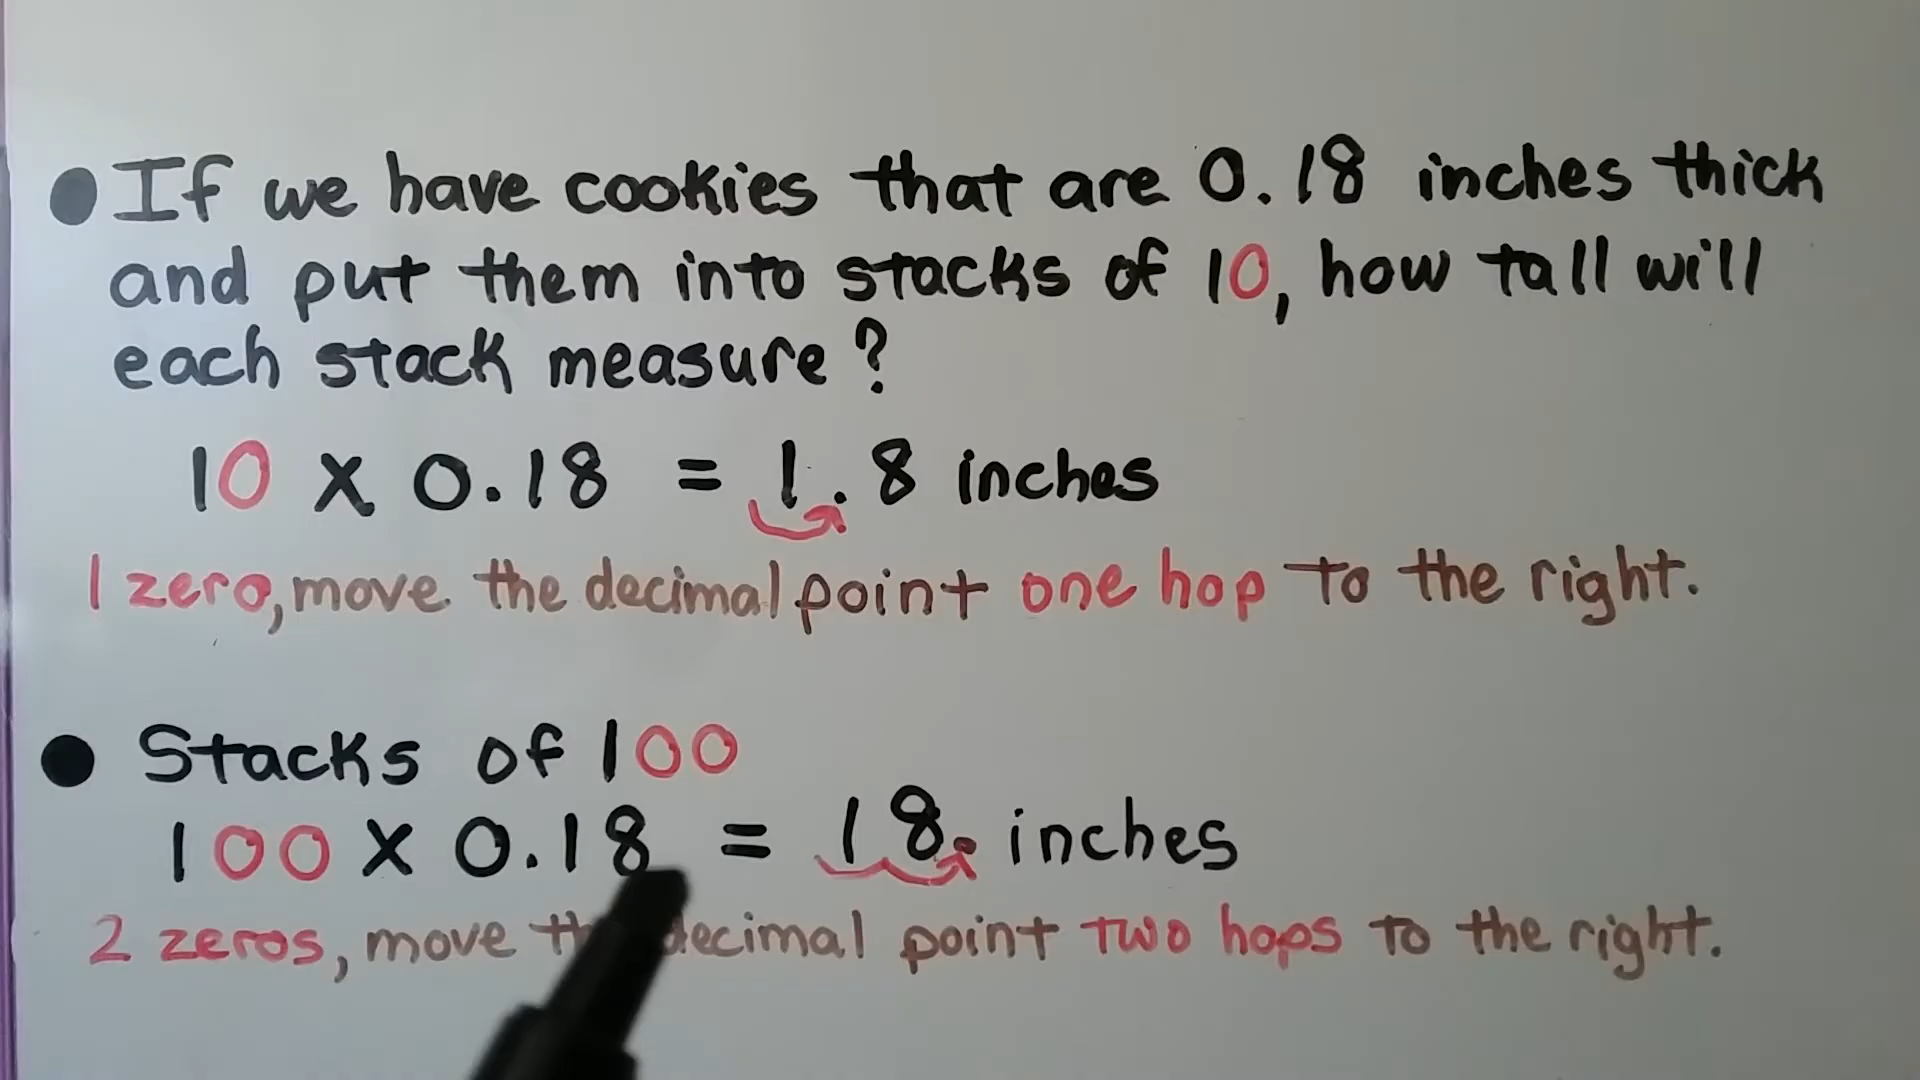 If we have cookies that are 0.18 inches thick
and put them into stacks of 10, how tall will
each stack measure?
10 x 0.18 = 1.8 inches
1 zero, move the decimal point one hop to the right.
Stacks of 100
100 x 0.18 = 18. inches
2 zeros, move the decimal point two hops to the right.